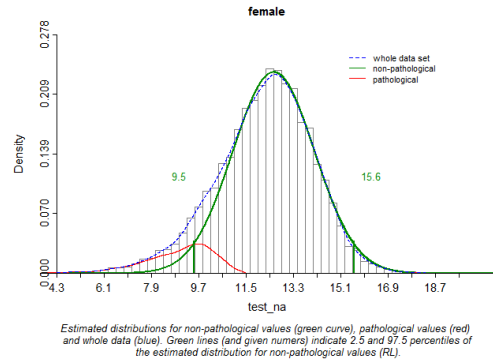 female
whole data set
non-pathological
pathological
Density
0.000 0.070 0.139 0.209 0.278
9.5 15.6
4.3 6.1 7.9 9.7 11.5 13.3 15.1 16.9 18.7
test_na
Estimated distributions for non-pathological values (green curve), pathological values (red)
and whole data (blue). Green lines (and given numers) indicate 2.5 and 97.5 percentiles of
the estimated distribution for non-pathological values (RL).